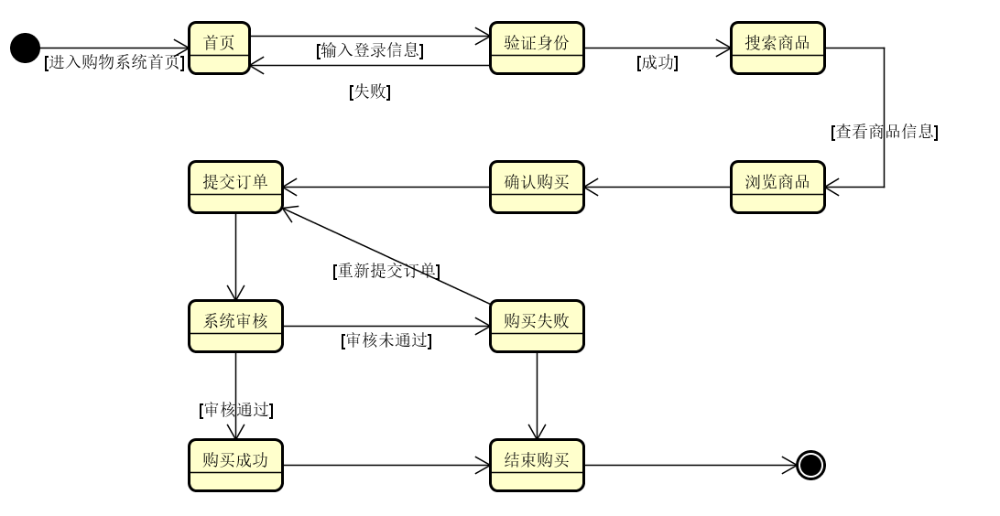 首页
验证身份
搜索商品
[进入购物系统首页]
[输入登录信息]
[成功]
[失败]
[查看商品信息]
提交订单
确认购买
浏览商品
[重新提交订单]
系统审核
购买失败
[审核未通过]
[审核通过]
购买成功
结束购买